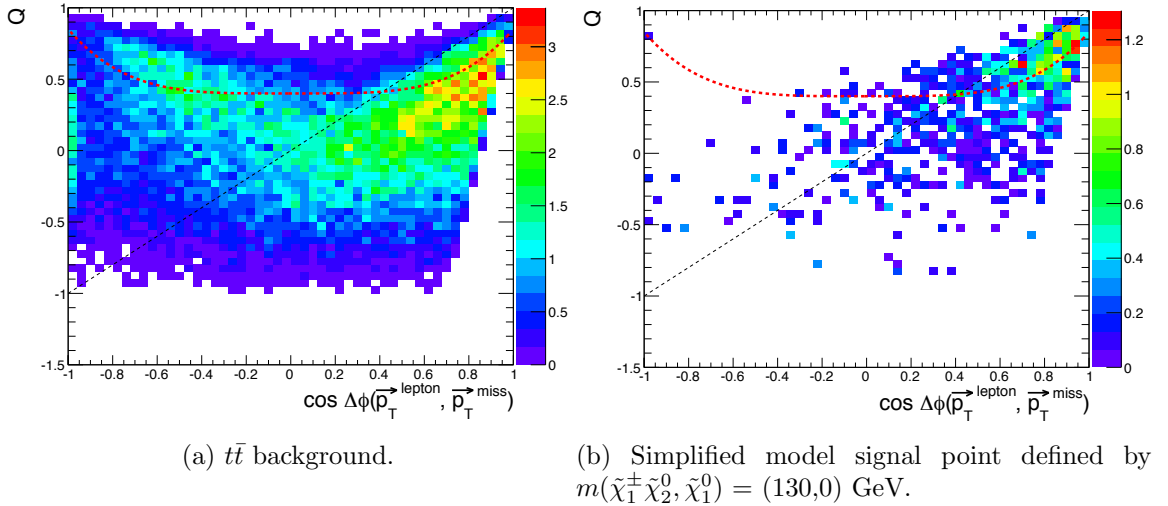 Q
1
0.5
0
-0.5
-1
-1.5
-1 -0.8 -0.6 -0.4 -0.2 0 0.2 0.4 0.6 0.8 1
cos Δϕ(p_T^lepton, p_T^miss)
3
2.5
2
1.5
1
0.5
0
Q
1
0.5
0
-0.5
-1
-1.5
-1 -0.8 -0.6 -0.4 -0.2 0 0.2 0.4 0.6 0.8 1
cos Δϕ(p_T^lepton, p_T^miss)
1.2
1
0.8
0.6
0.4
0.2
0
(a) tt̄ background.
(b) Simplified model signal point defined by
m(χ̃₁^±χ̃₂⁰, χ̃₁⁰) = (130,0) GeV.